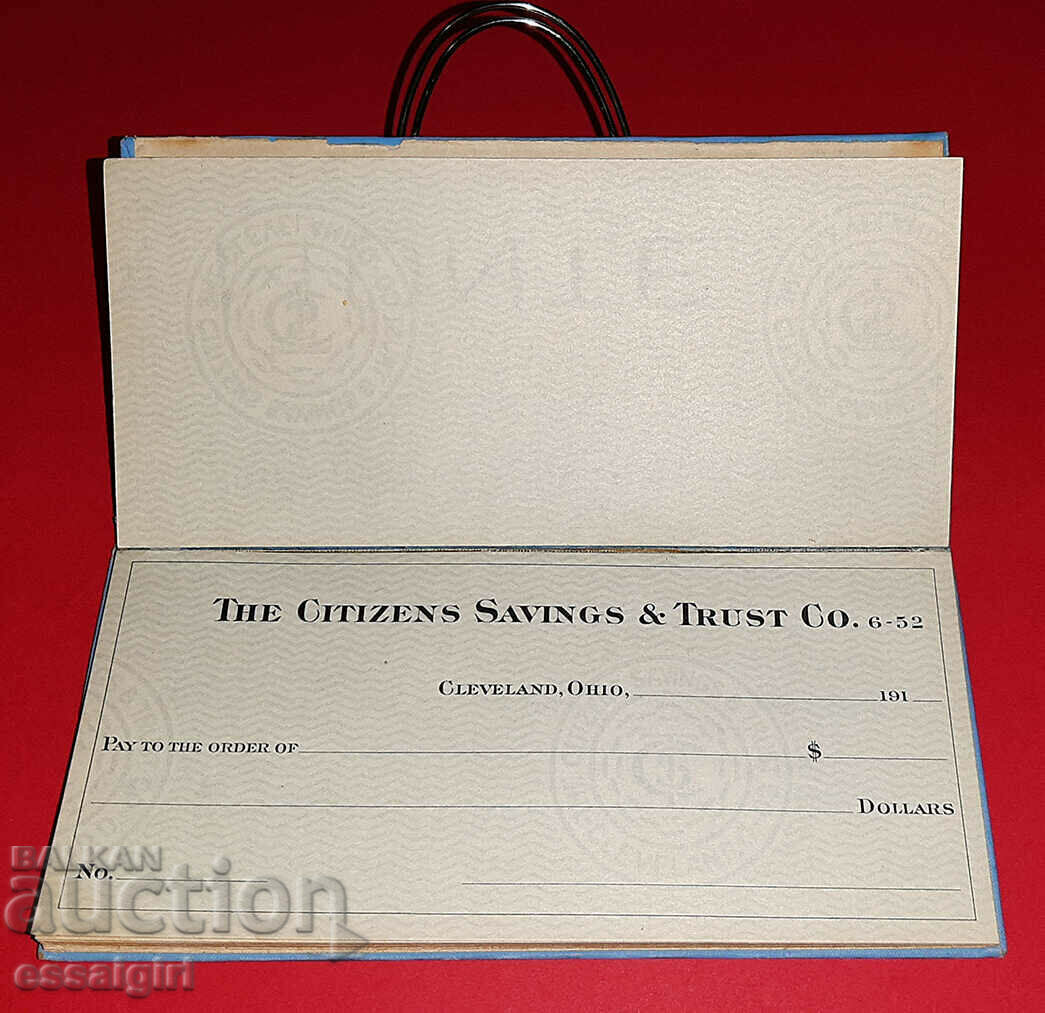 THE CITIZENS SAVINGS & TRUST CO. 6-52
CLEVELAND, OHIO, 191
PAY TO THE ORDER OF $
DOLLARS
NO.
BALKAN
auction
essaigirl